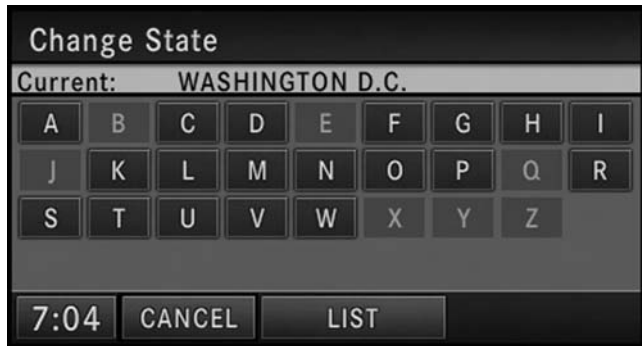 Change State
Current: WASHINGTON D.C.
A B C D E F G H I
J K L M N O P Q R
S T U V W X Y Z
7:04 CANCEL LIST